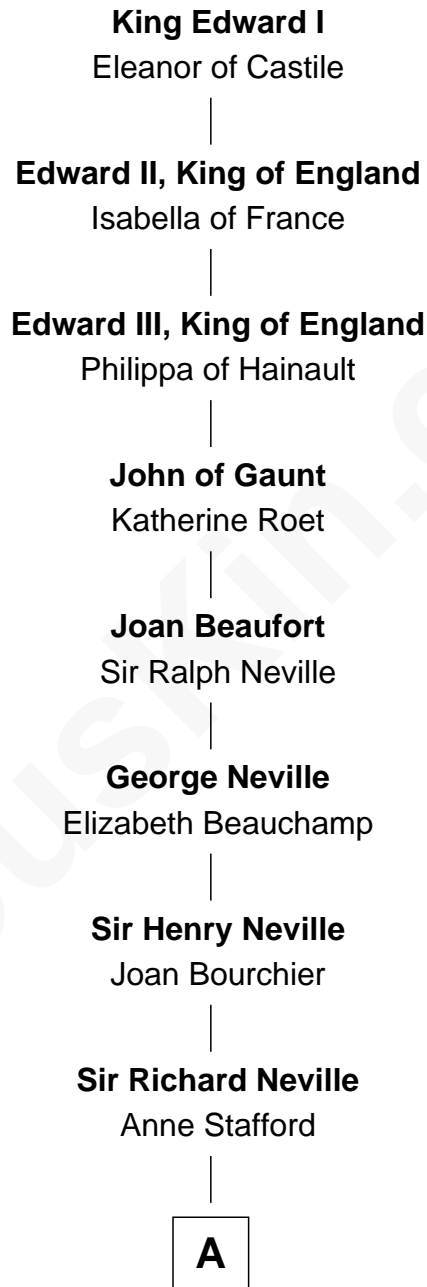 King Edward I
Eleanor of Castile
Edward II, King of England
Isabella of France
Edward III, King of England
Philippa of Hainault
John of Gaunt
Katherine Roet
Joan Beaufort
Sir Ralph Neville
George Neville
Elizabeth Beauchamp
Sir Henry Neville
Joan Bourchier
Sir Richard Neville
Anne Stafford
A